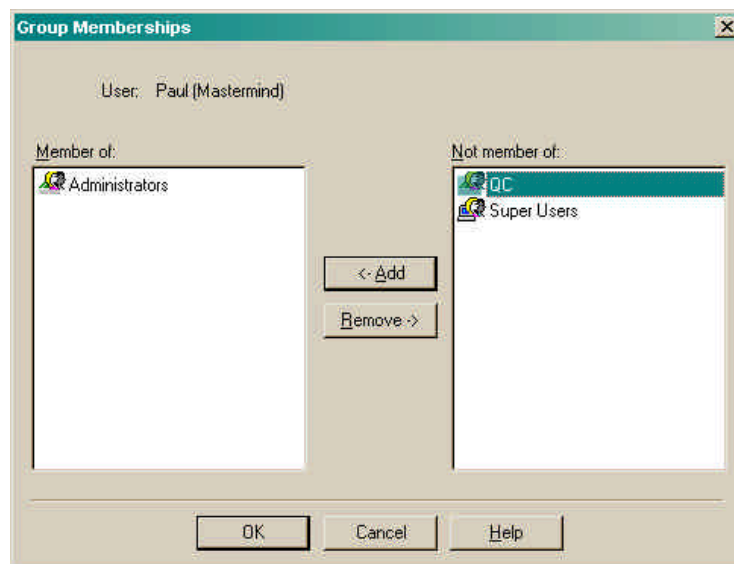 Group Memberships
User: Paul (Mastermind)
Member of:
Not member of:
Administrators
QC
Super Users
<- Add
Remove ->
OK
Cancel
Help